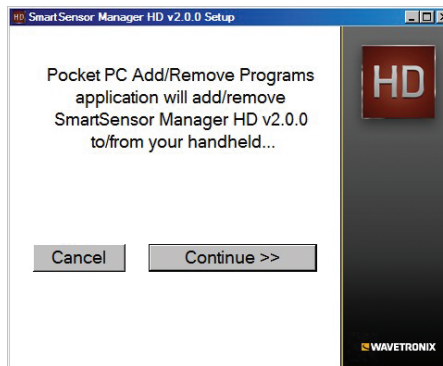 HD SmartSensor Manager HD v2.0.0 Setup
Pocket PC Add/Remove Programs
application will add/remove
SmartSensor Manager HD v2.0.0
to/from your handheld...
HD
Cancel
Continue >>
WAVETRONIX